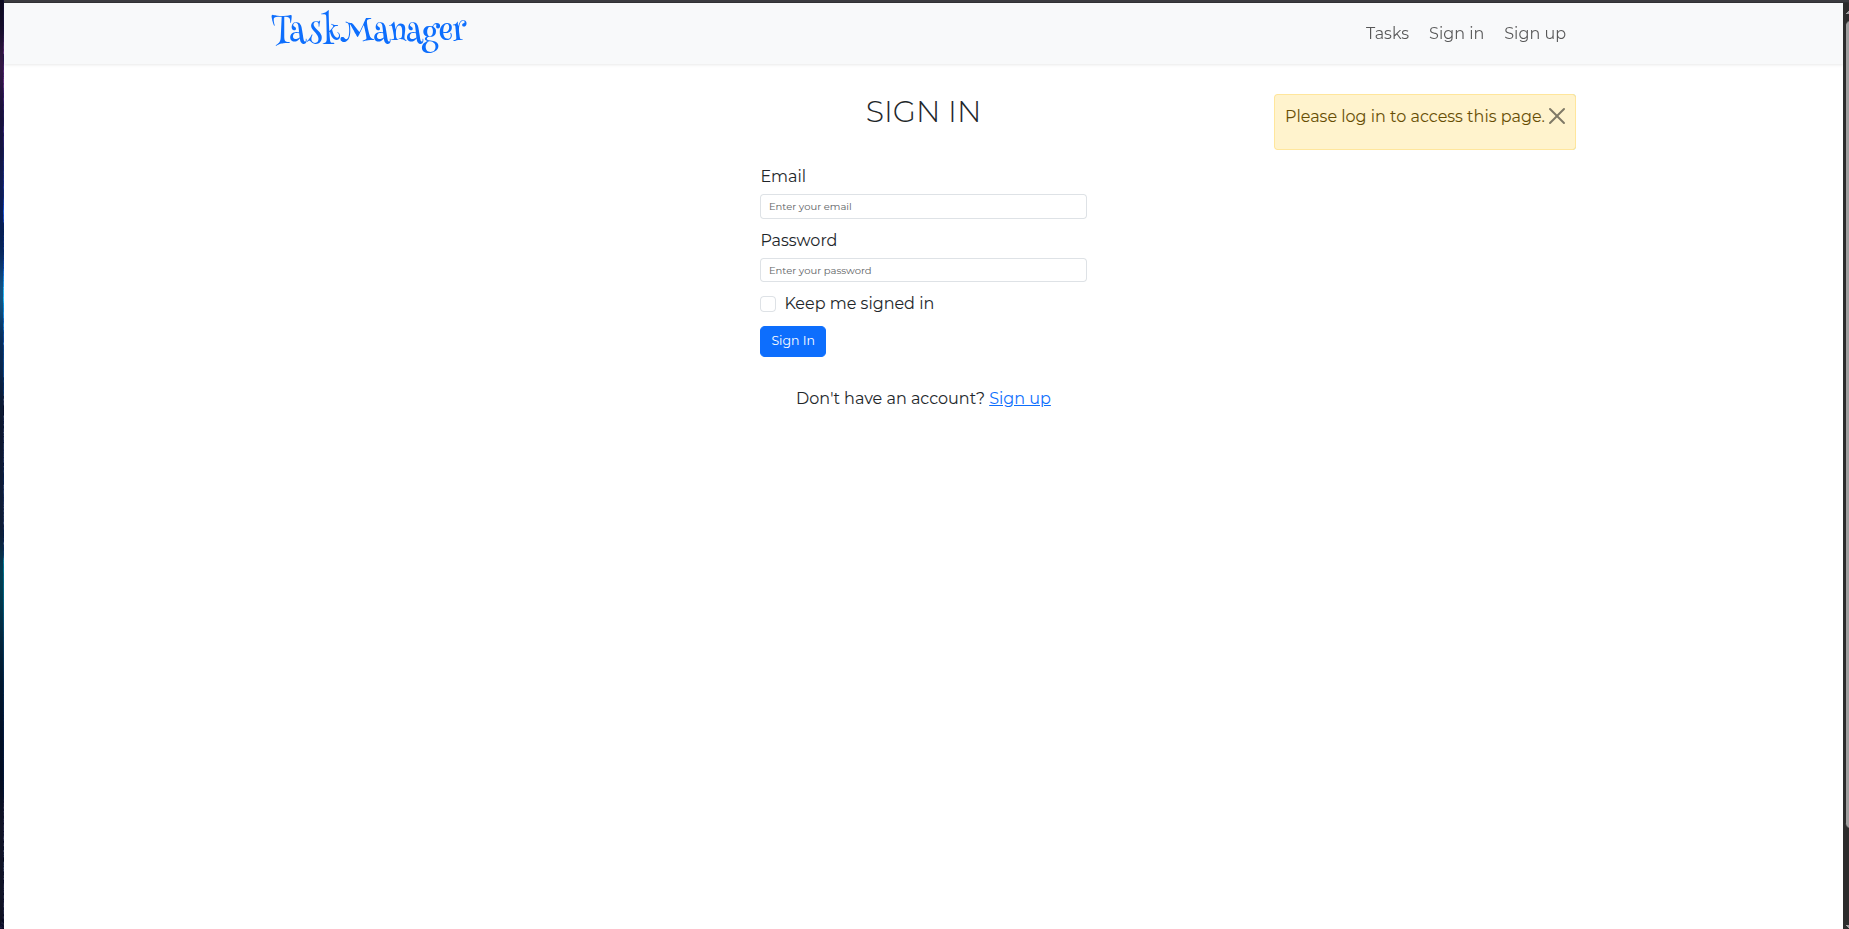 TaskManager
Tasks Sign in Sign up
SIGN IN
Please log in to access this page.
Email
Enter your email
Password
Enter your password
Keep me signed in
Sign In
Don't have an account? Sign up